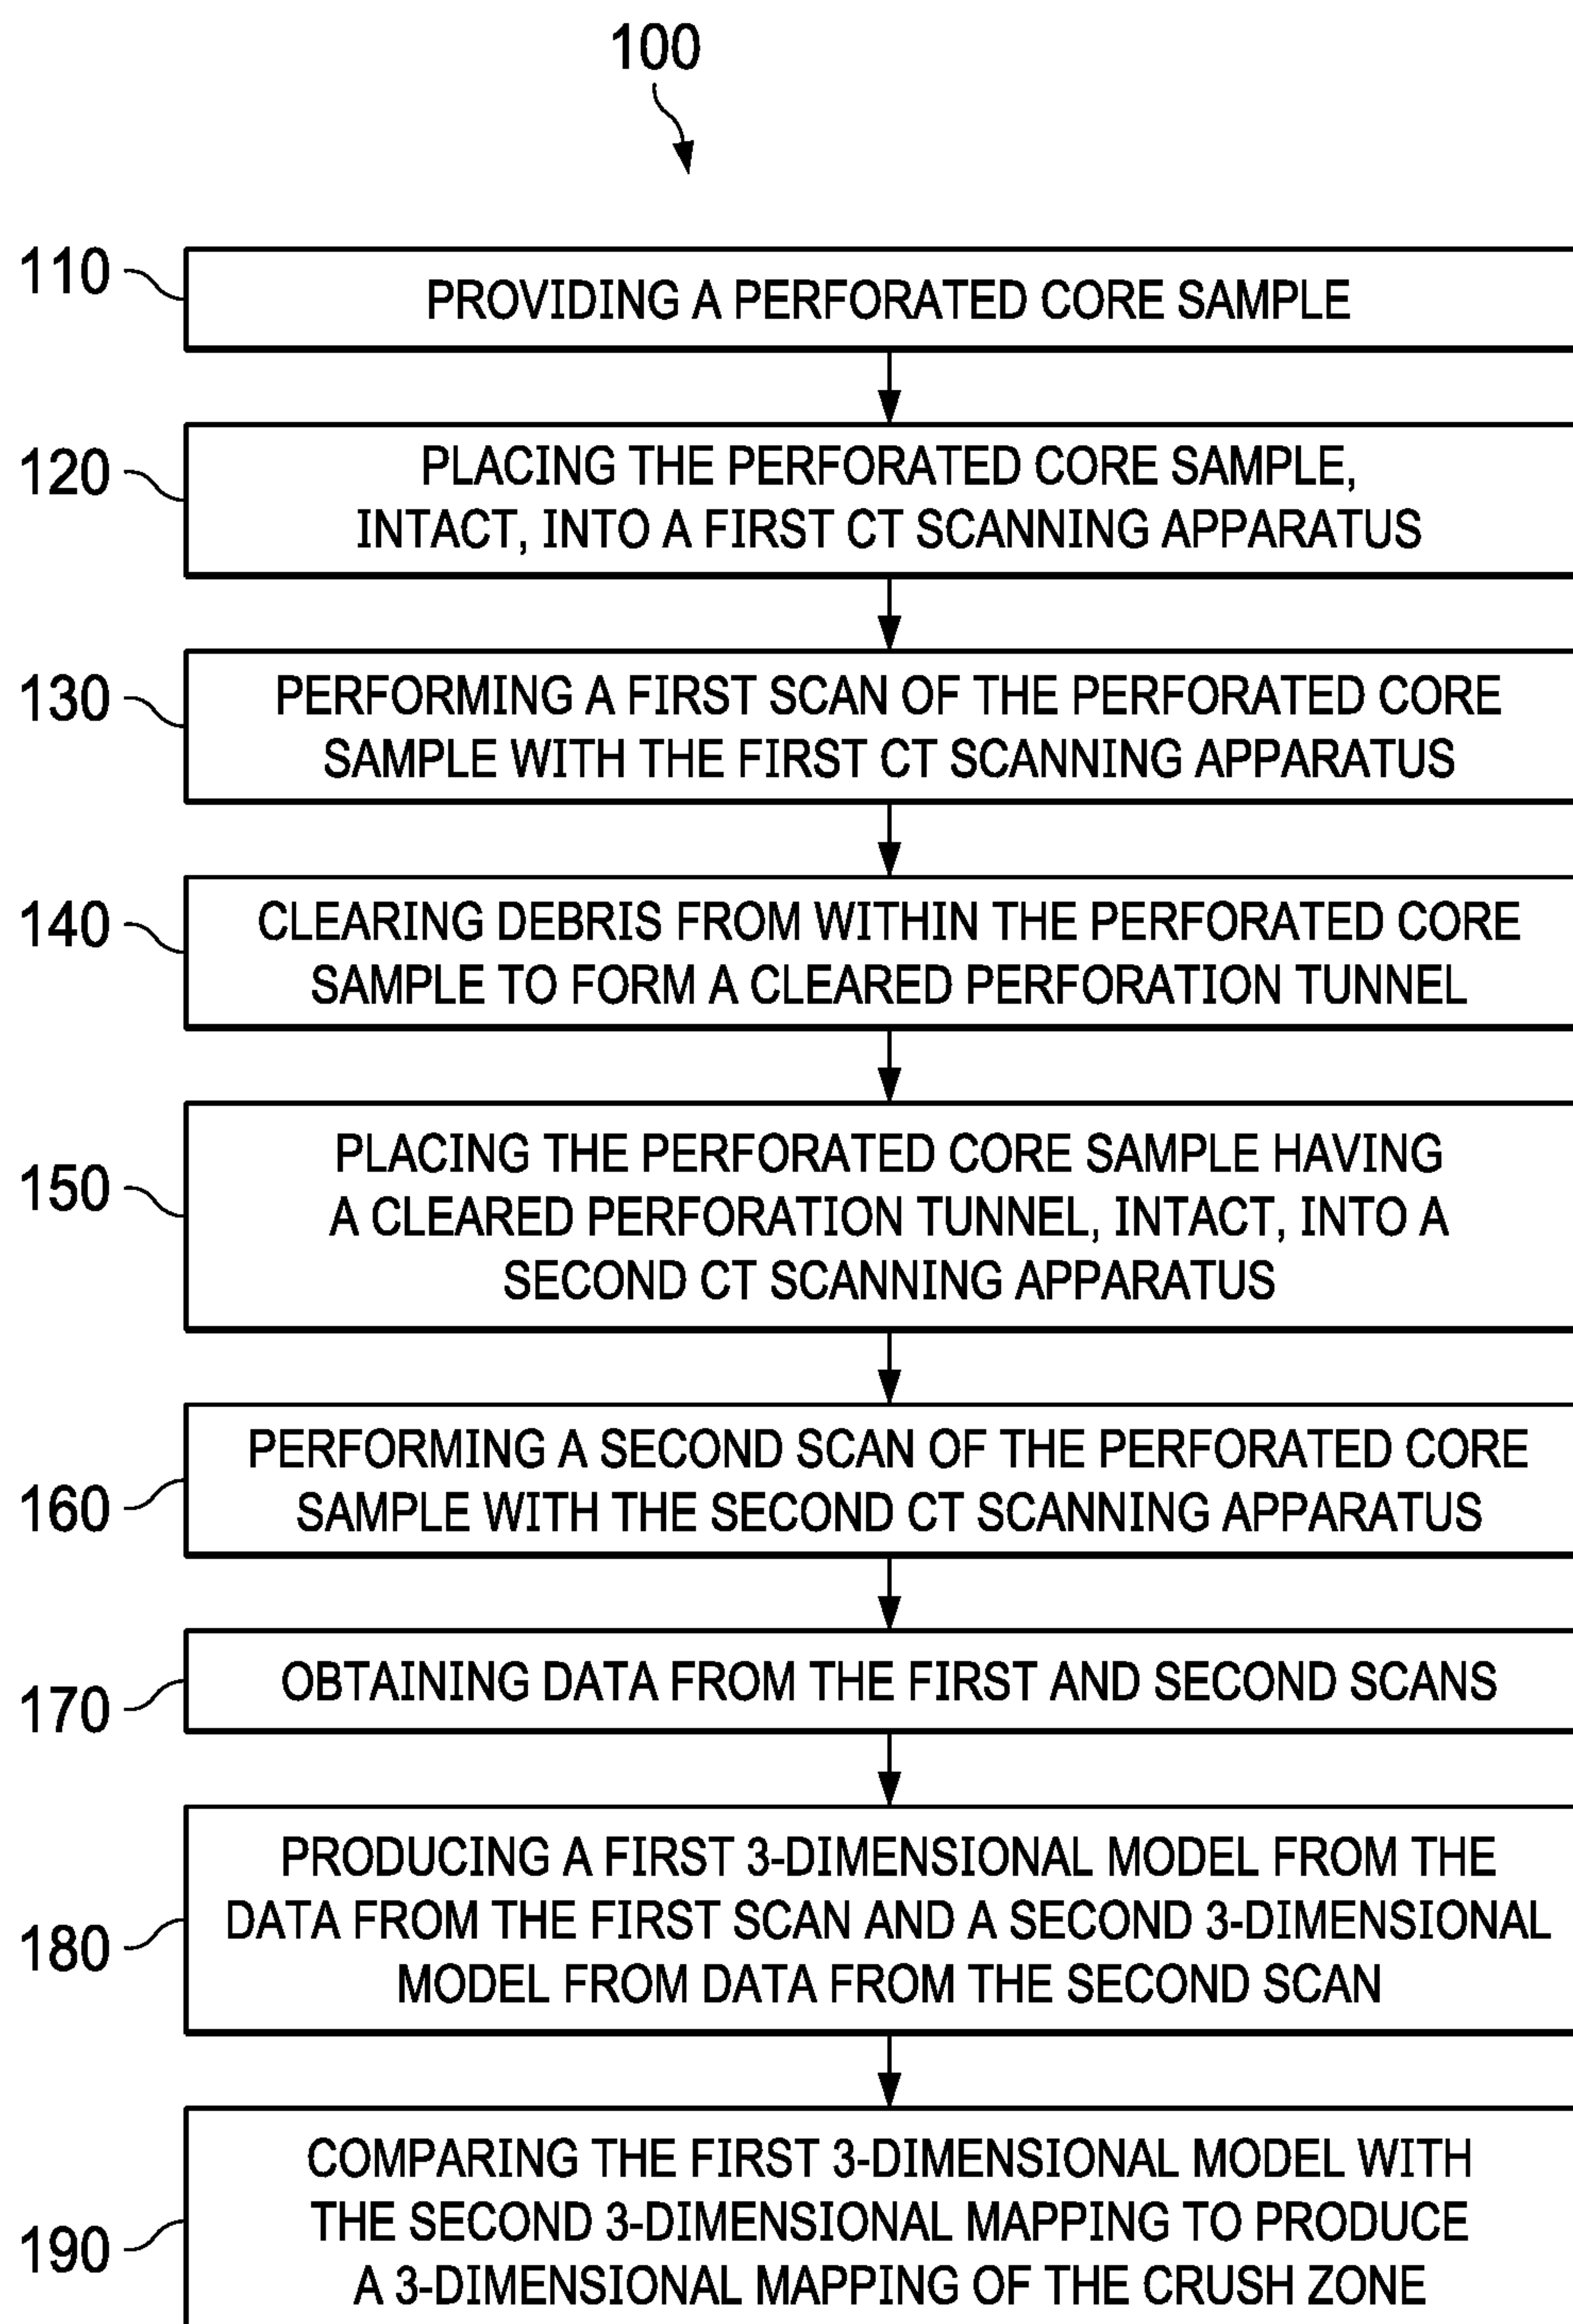 100
110
PROVIDING A PERFORATED CORE SAMPLE
120
PLACING THE PERFORATED CORE SAMPLE,
INTACT, INTO A FIRST CT SCANNING APPARATUS
130
PERFORMING A FIRST SCAN OF THE PERFORATED CORE
SAMPLE WITH THE FIRST CT SCANNING APPARATUS
140
CLEARING DEBRIS FROM WITHIN THE PERFORATED CORE
SAMPLE TO FORM A CLEARED PERFORATION TUNNEL
150
PLACING THE PERFORATED CORE SAMPLE HAVING
A CLEARED PERFORATION TUNNEL, INTACT, INTO A
SECOND CT SCANNING APPARATUS
160
PERFORMING A SECOND SCAN OF THE PERFORATED CORE
SAMPLE WITH THE SECOND CT SCANNING APPARATUS
170
OBTAINING DATA FROM THE FIRST AND SECOND SCANS
180
PRODUCING A FIRST 3-DIMENSIONAL MODEL FROM THE
DATA FROM THE FIRST SCAN AND A SECOND 3-DIMENSIONAL
MODEL FROM DATA FROM THE SECOND SCAN
190
COMPARING THE FIRST 3-DIMENSIONAL MODEL WITH
THE SECOND 3-DIMENSIONAL MAPPING TO PRODUCE
A 3-DIMENSIONAL MAPPING OF THE CRUSH ZONE